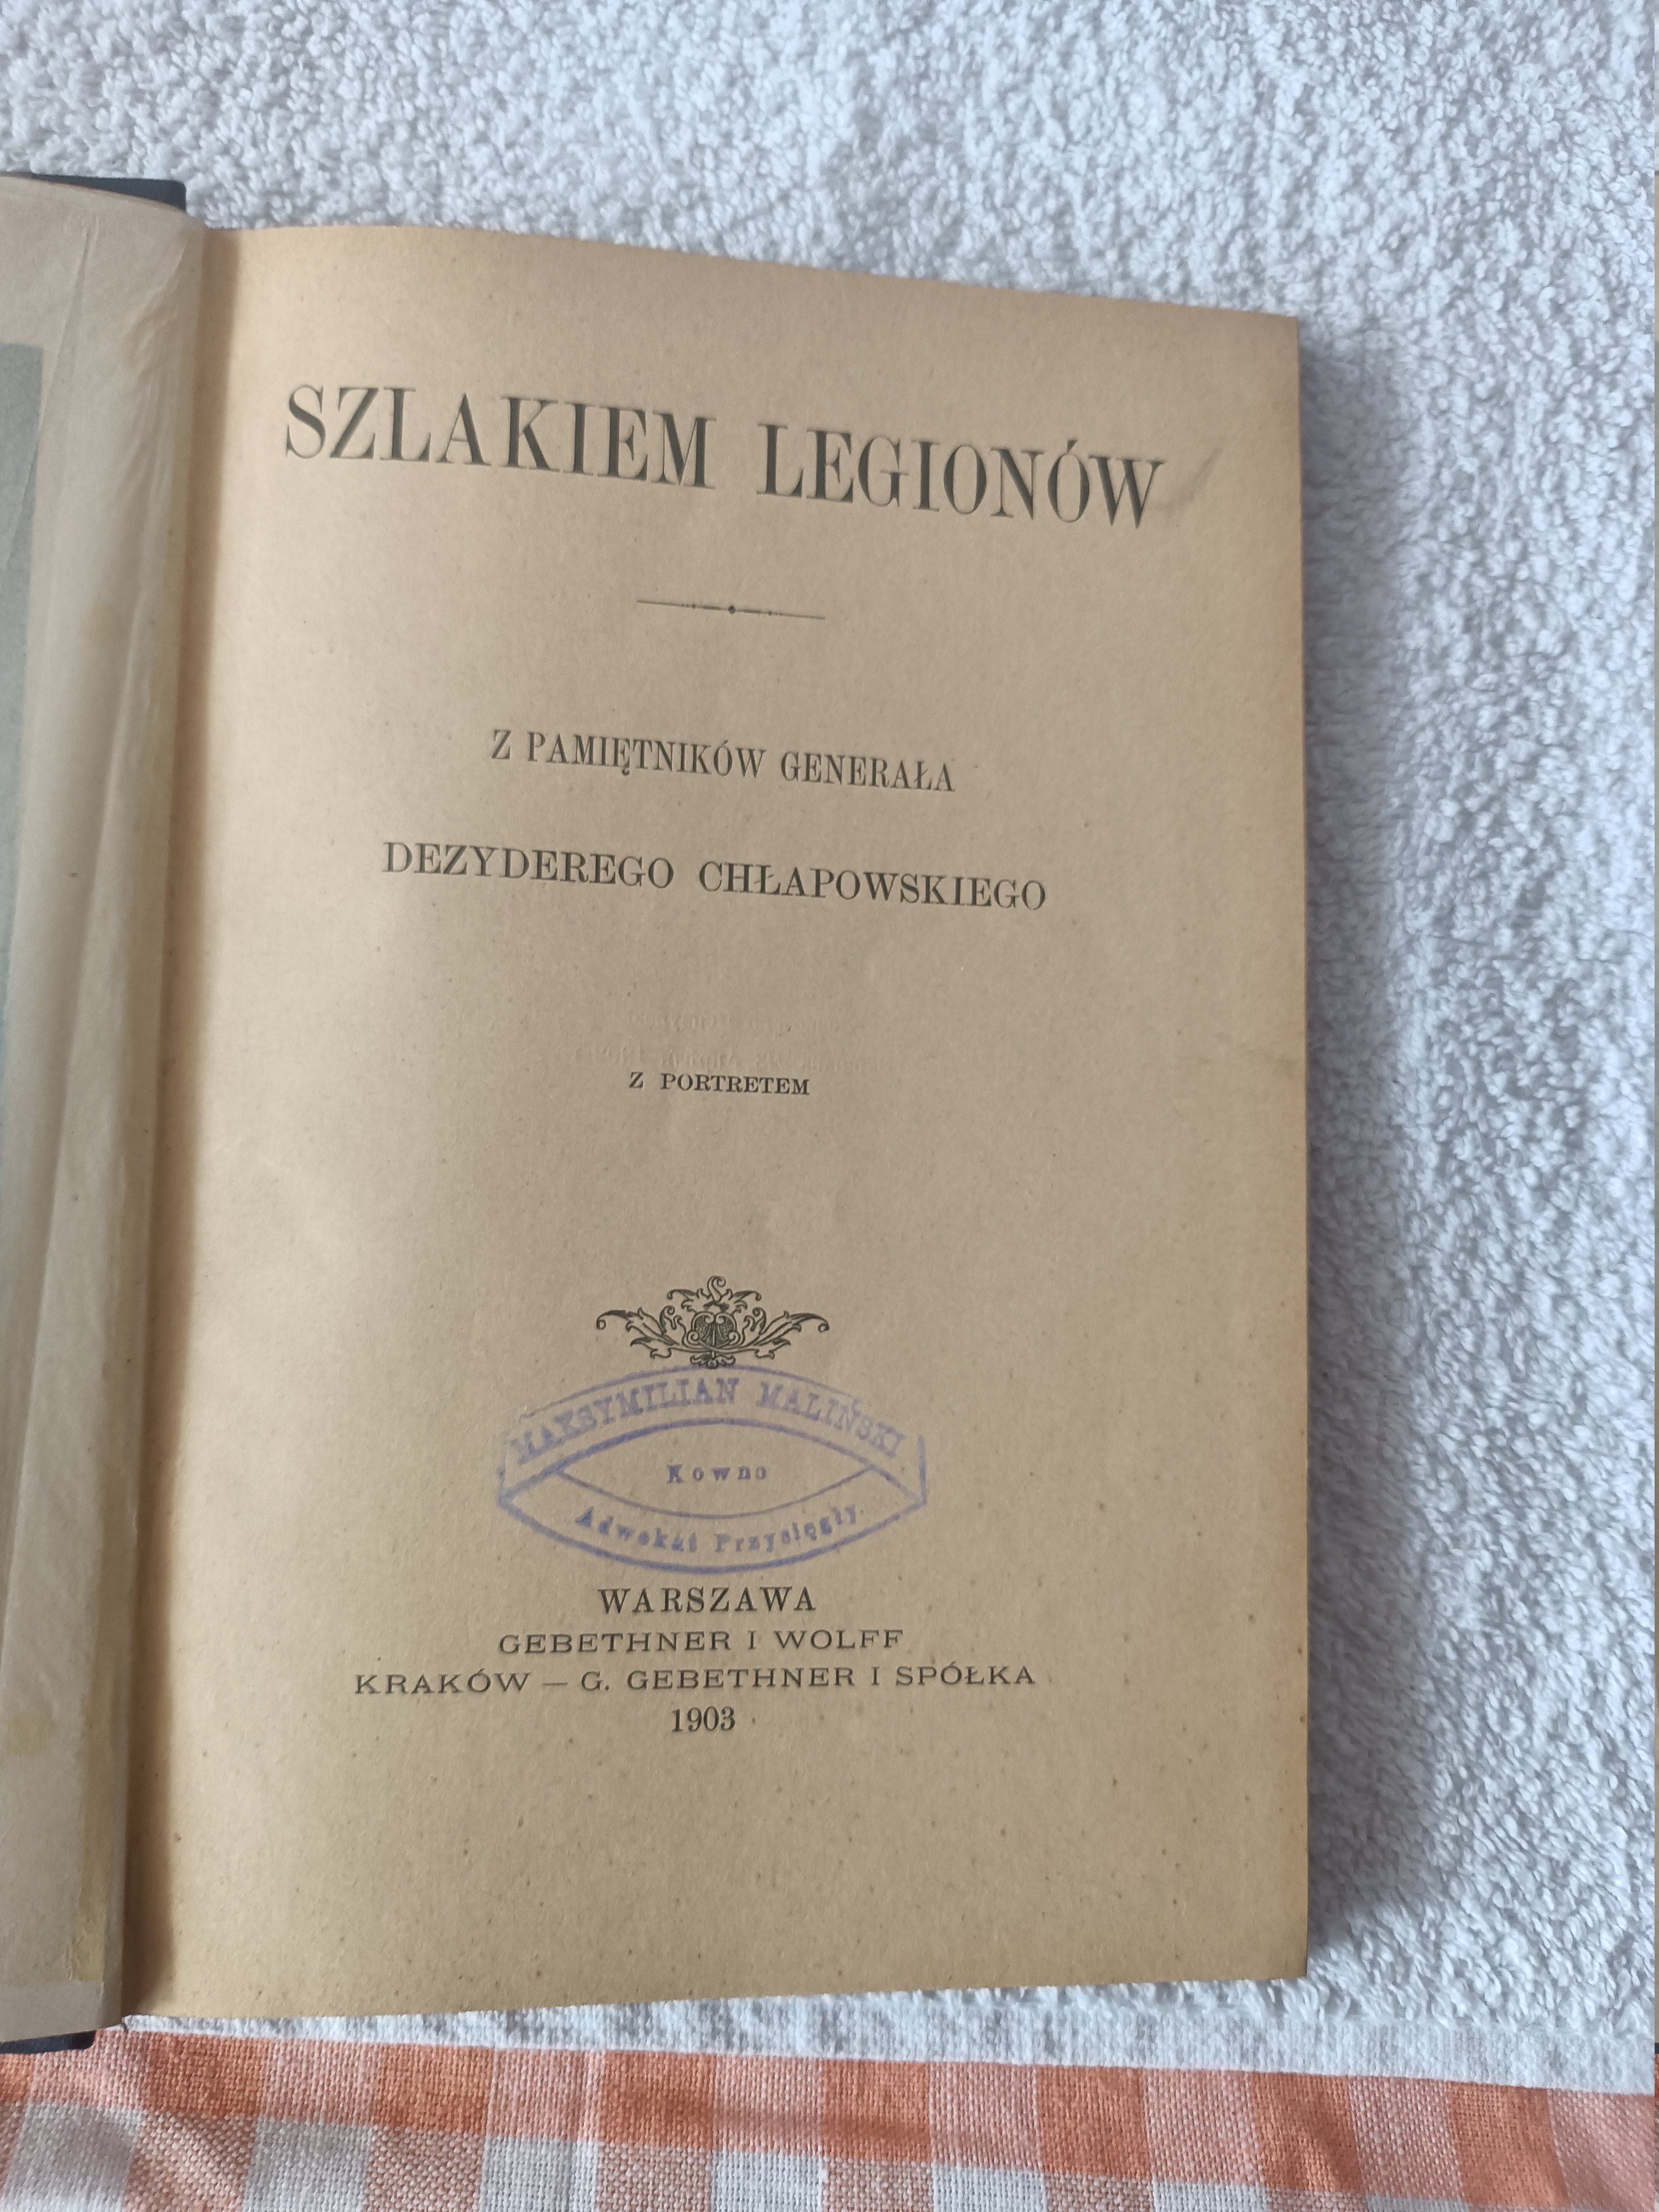 SZLAKIEM LEGIONÓW
Z PAMIĘTNIKÓW GENERAŁA
DEZYDEREGO CHŁAPOWSKIEGO
Z PORTRETEM
MAKSYMILIAN MALIŃSKI
Kowno
Adwokat Przysięgły.
WARSZAWA
GEBETHNER I WOLFF
KRAKÓW — G. GEBETHNER I SPÓŁKA
1903